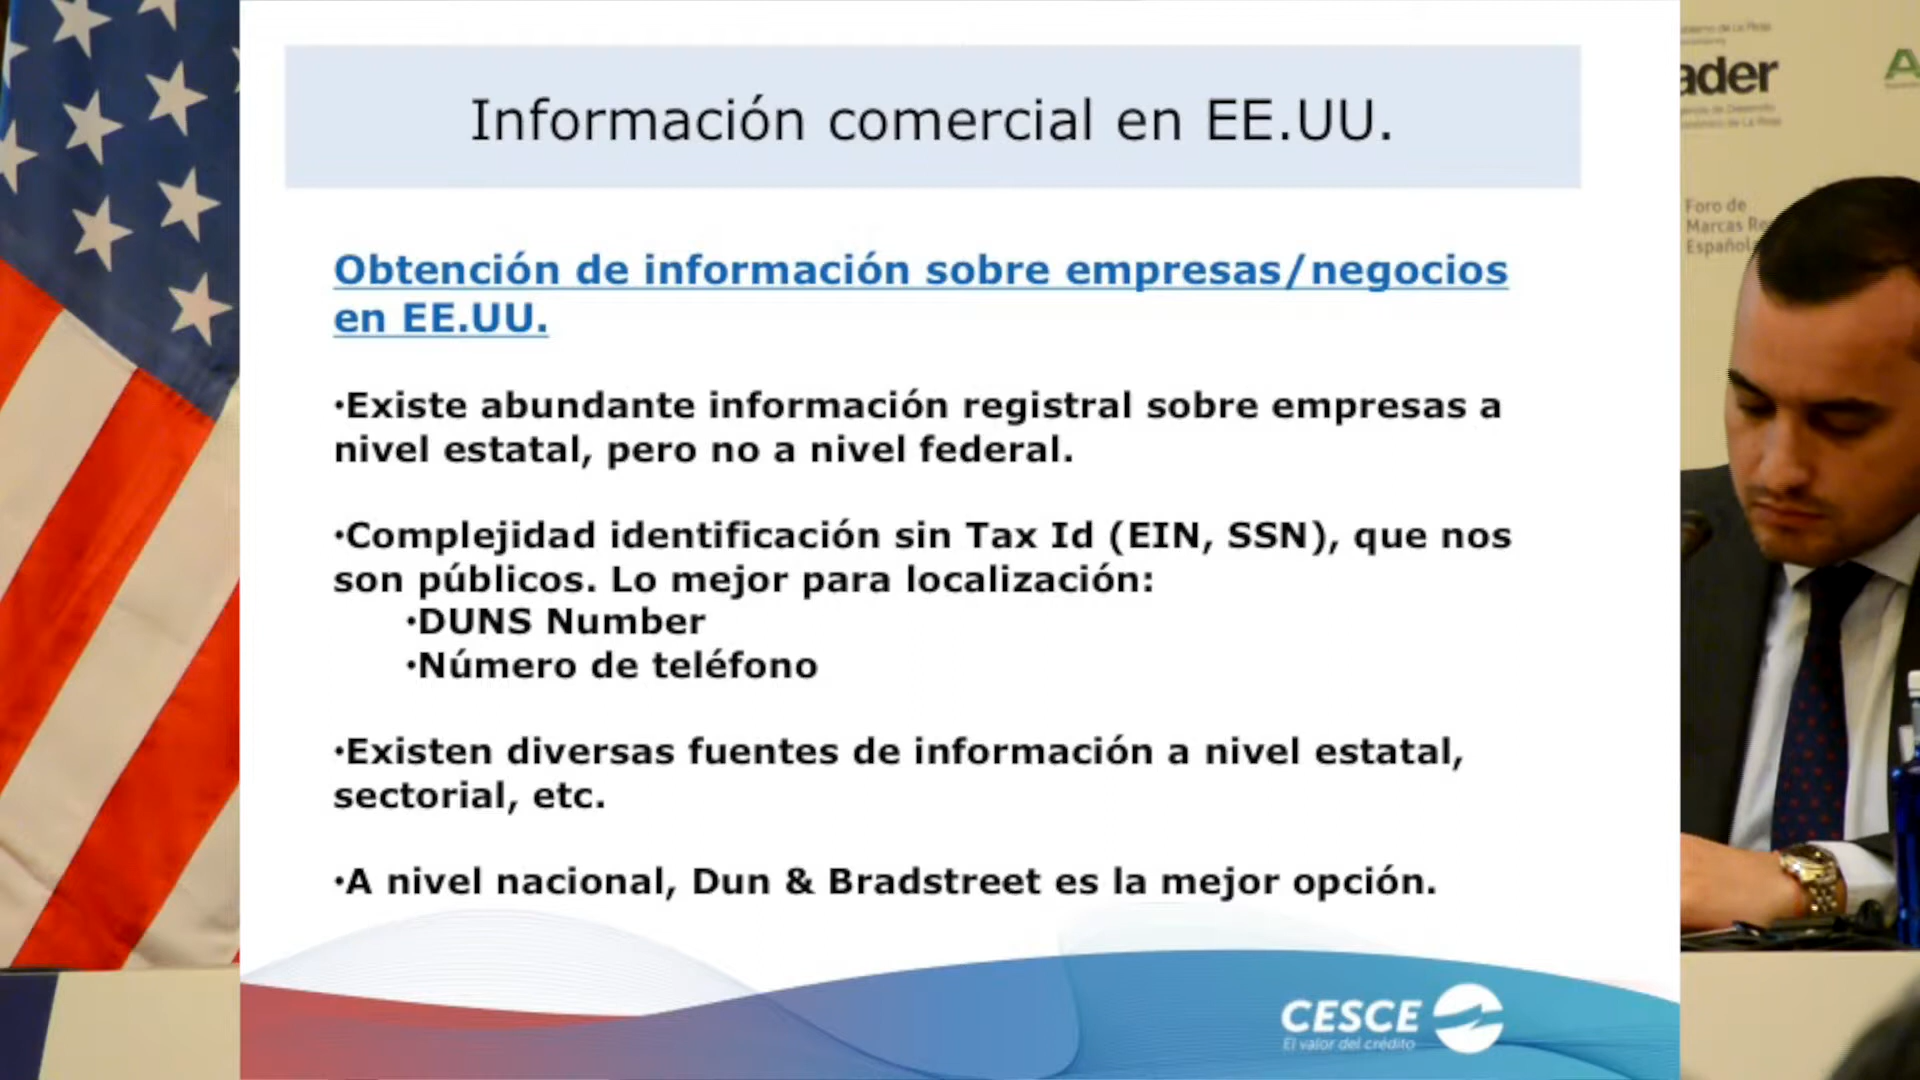 Información comercial en EE.UU.
Obtención de información sobre empresas/negocios
en EE.UU.
•Existe abundante información registral sobre empresas a
nivel estatal, pero no a nivel federal.
•Complejidad identificación sin Tax Id (EIN, SSN), que nos
son públicos. Lo mejor para localización:
•DUNS Number
•Número de teléfono
•Existen diversas fuentes de información a nivel estatal,
sectorial, etc.
•A nivel nacional, Dun & Bradstreet es la mejor opción.
CESCE
El valor del crédito
ader
Foro de
Marcas Re
Español